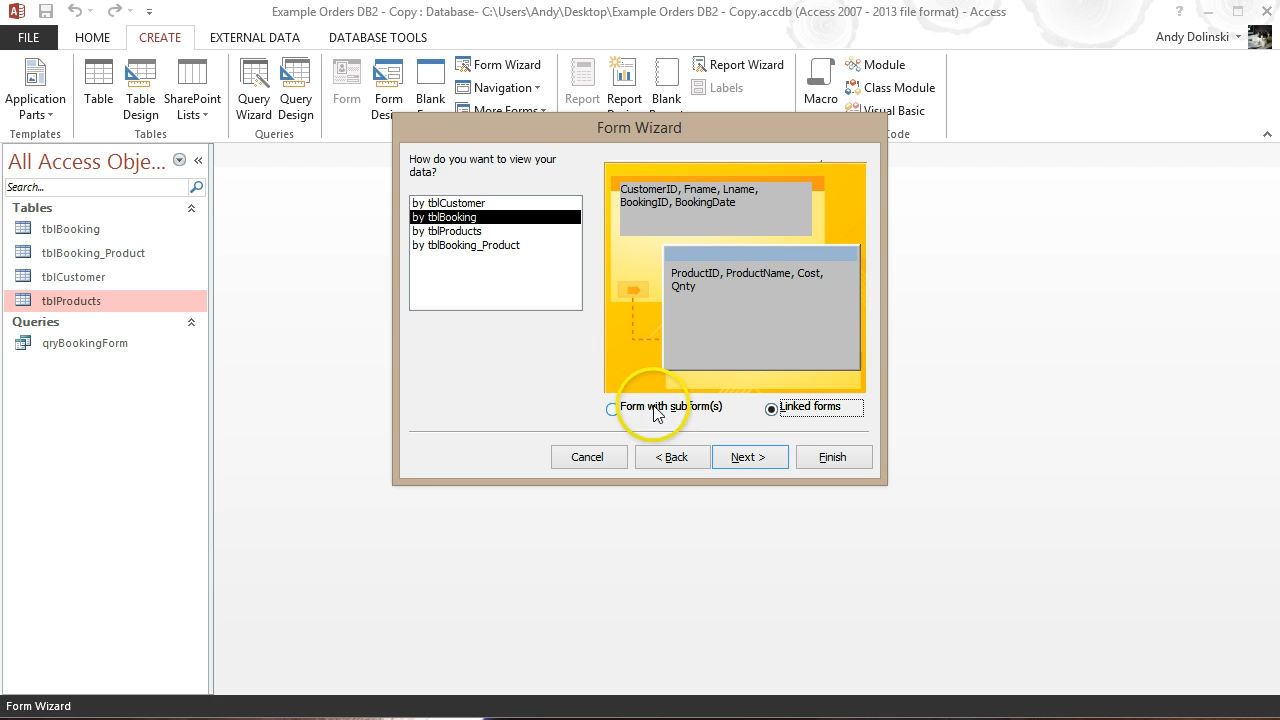 Example Orders DB2 - Copy : Database- C:\Users\Andy\Desktop\Example Orders DB2 - Copy.accdb (Access 2007 - 2013 file format) - Access
FILE HOME CREATE EXTERNAL DATA DATABASE TOOLS Andy Dolinski
Application Parts
Templates
Table
Table Design
SharePoint Lists
Tables
Query Wizard
Query Design
Queries
Form
Form
Blank
Form Wizard
Navigation
More Forms
Report
Report
Blank
Report Wizard
Labels
Macro
Module
Class Module
Visual Basic
Form Wizard
All Access Obje...
Search...
Tables
tblBooking
tblBooking_Product
tblCustomer
tblProducts
Queries
qryBookingForm
How do you want to view your
data?
by tblCustomer
by tblBooking
by tblProducts
by tblBooking_Product
CustomerID, Fname, Lname,
BookingID, BookingDate
ProductID, ProductName, Cost,
Qnty
Form with subform(s) Linked forms
Cancel < Back Next > Finish
Form Wizard